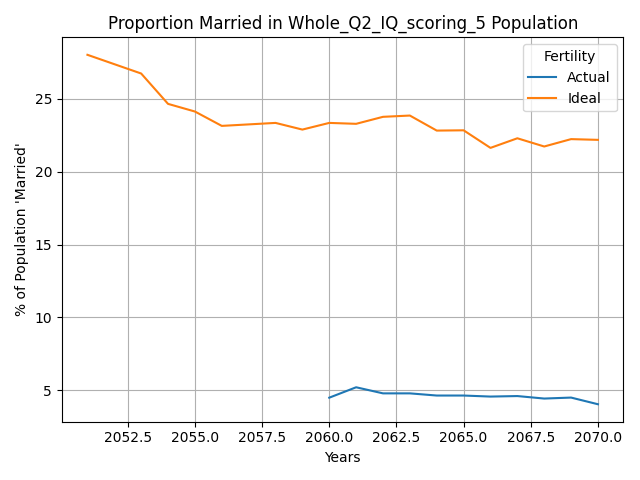 Proportion Married in Whole_Q2_IQ_scoring_5 Population
Fertility
Actual
Ideal
% of Population 'Married'
25
20
15
10
5
2052.5 2055.0 2057.5 2060.0 2062.5 2065.0 2067.5 2070.0
Years